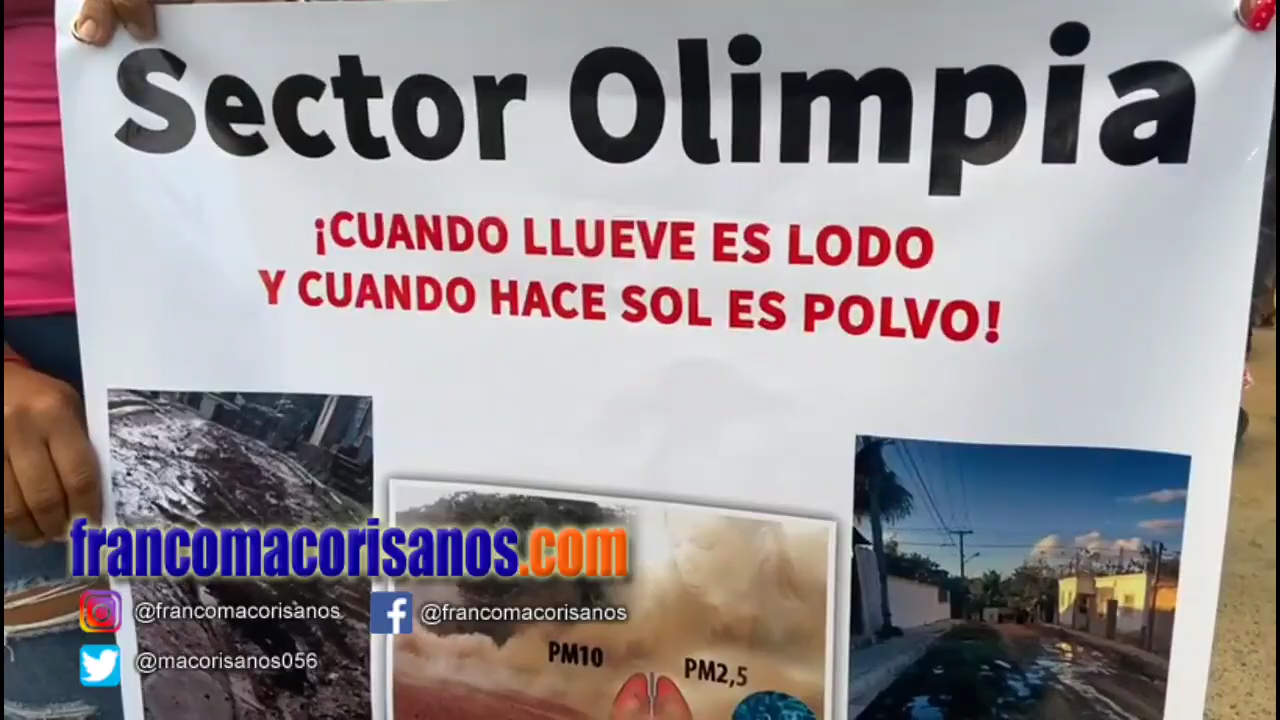 Sector Olimpia
¡CUANDO LLUEVE ES LODO
Y CUANDO HACE SOL ES POLVO!
PM10
PM2,5
francomacorisanos.com
@francomacorisanos
@francomacorisanos
@macorisanos056